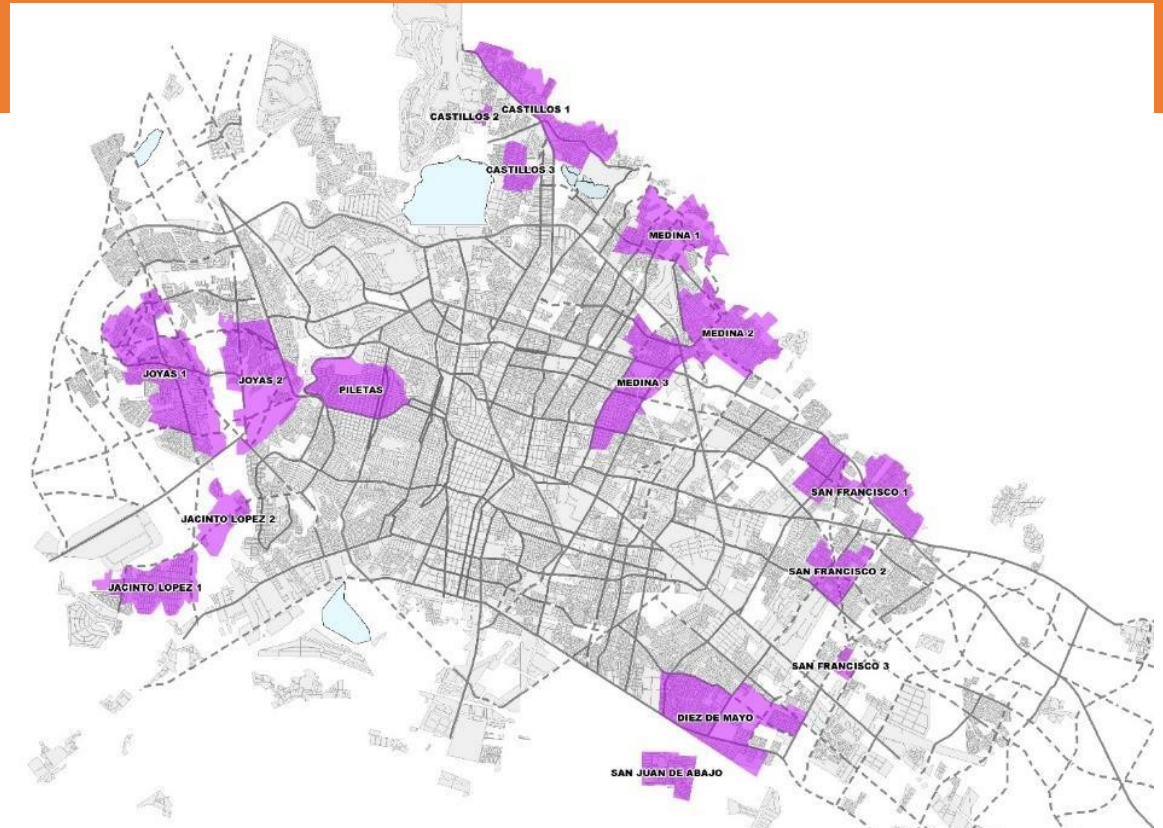 CASTILLOS 1
CASTILLOS 2
CASTILLOS 3
MEDINA 1
MEDINA 2
JOYAS 1
JOYAS 2
PILETAS
MEDINA 3
SAN FRANCISCO 1
JACINTO LOPEZ 2
SAN FRANCISCO 2
JACINTO LOPEZ 1
SAN FRANCISCO 3
DIEZ DE MAYO
SAN JUAN DE ABAJO